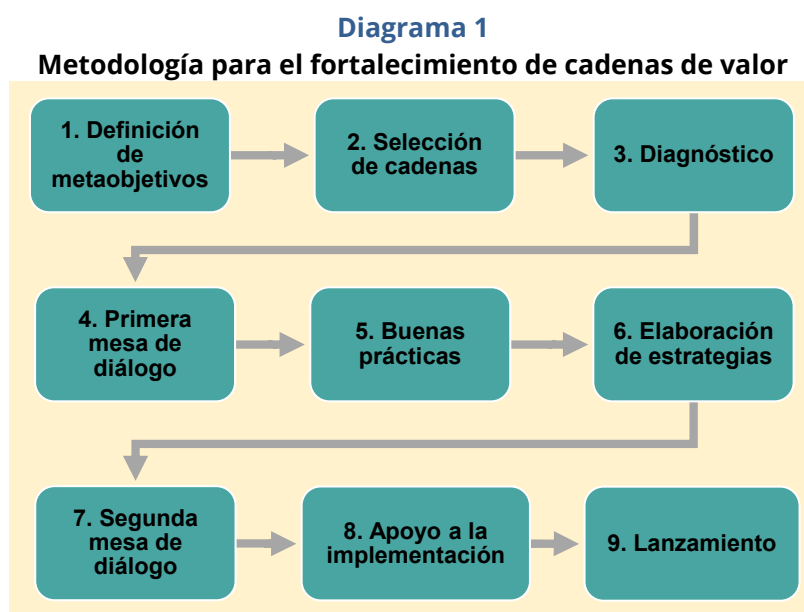 Diagrama 1
Metodología para el fortalecimiento de cadenas de valor
1. Definición
de
metaobjetivos
2. Selección
de cadenas
3. Diagnóstico
4. Primera
mesa de
diálogo
5. Buenas
prácticas
6. Elaboración
de estrategias
7. Segunda
mesa de
diálogo
8. Apoyo a la
implementación
9. Lanzamiento